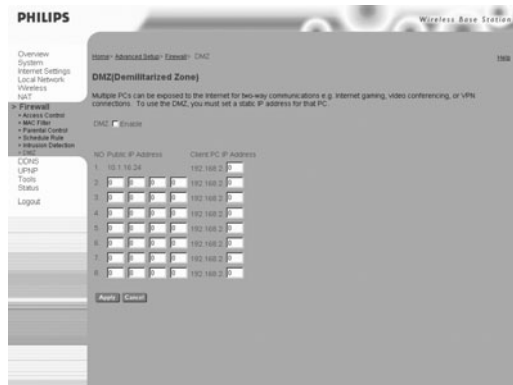 PHILIPS
Wireless Base Station
Overview
System
Internet Settings
Local Network
Wireless
NAT
> Firewall
• Access Control
• MAC Filter
• Parental Control
• Schedule Rule
• Intrusion Detection
• DMZ
DDNS
UPNP
Tools
Status
Logout
Home> Advanced Setup> Firewall> DMZ
Help
DMZ(Demilitarized Zone)
Multiple PCs can be exposed to the Internet for two-way communications e.g. Internet gaming, video conferencing, or VPN
connections. To use the DMZ, you must set a static IP address for that PC.
DMZ Enable
NO Public IP Address Client PC IP Address
1. 10.1.16.24 192.168.2. 0
2. 0 0 0 0 192.168.2. 0
3. 0 0 0 0 192.168.2. 0
4. 0 0 0 0 192.168.2. 0
5. 0 0 0 0 192.168.2. 0
6. 0 0 0 0 192.168.2. 0
7. 0 0 0 0 192.168.2. 0
8. 0 0 0 0 192.168.2. 0
Apply Cancel